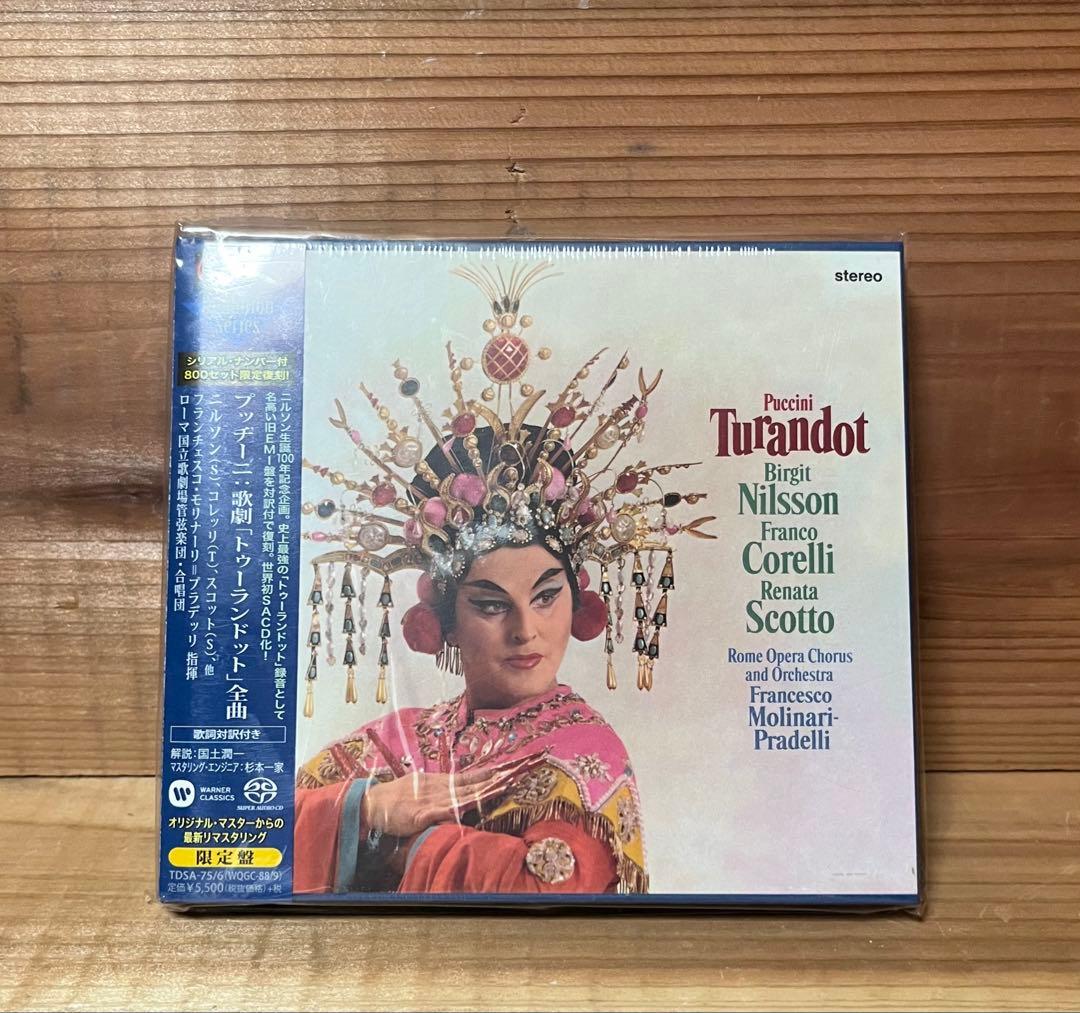 シリアル・ナンバー付
800セット限定復刻!
ニルソン生誕100年記念企画。史上最強の「トゥーランドット」録音として
名高い旧EMI盤を対訳付で復刻。世界初SACD化!
プッチーニ:歌劇「トゥーランドット」全曲
ニルソン(S)、コレッリ(T)、スコット(S)、他
フランチェスコ・モリナーリ=プラデッリ 指揮
ローマ国立歌劇場管弦楽団・合唱団
歌詞対訳付き
解説:国土潤一
マスタリング・エンジニア:杉本一家
WARNER
CLASSICS
SUPER AUDIO CD
オリジナル・マスターからの
最新リマスタリング
限定盤
TDSA-75/6(WQGC-88/9)
定価¥5,500(税抜価格)+税
stereo
Puccini
Turandot
Birgit
Nilsson
Franco
Corelli
Renata
Scotto
Rome Opera Chorus
and Orchestra
Francesco
Molinari-
Pradelli